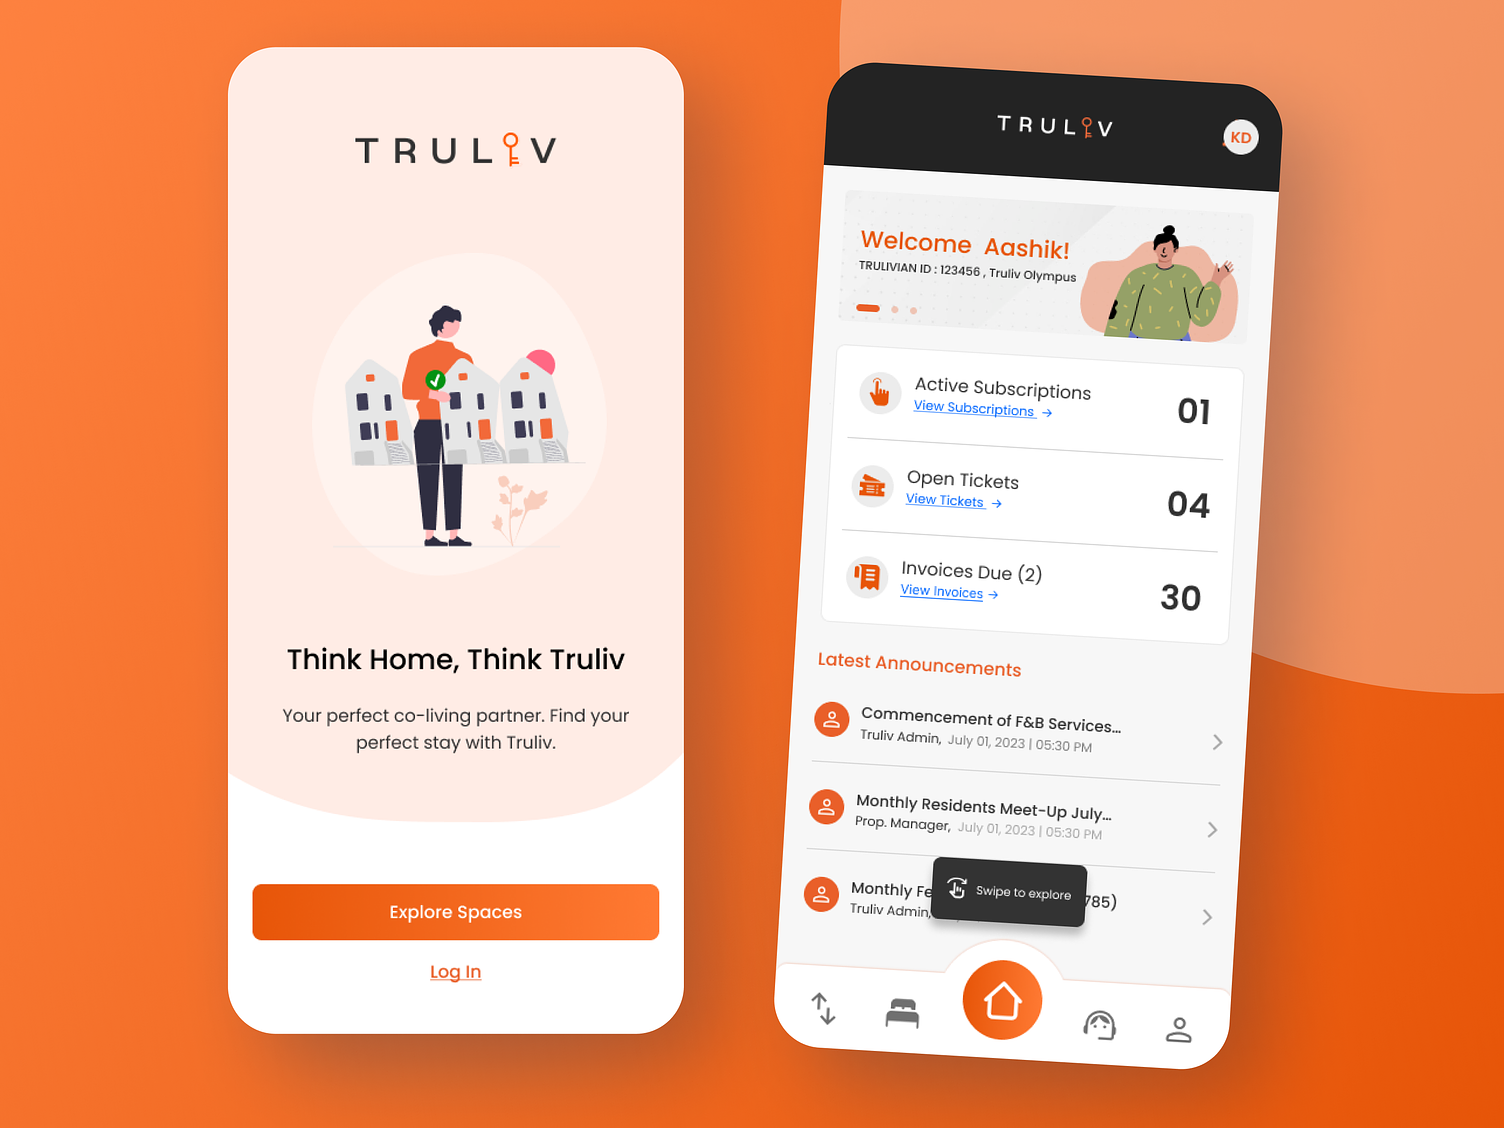 TRULIV
Think Home, Think Truliv
Your perfect co-living partner. Find your
perfect stay with Truliv.
Explore Spaces
Log In
TRULIV
KD
Welcome Aashik!
TRULIVIAN ID : 123456 , Truliv Olympus
Active Subscriptions
View Subscriptions →
01
Open Tickets
View Tickets →
04
Invoices Due (2)
View Invoices →
30
Latest Announcements
Commencement of F&B Services...
Truliv Admin, July 01, 2023 | 05:30 PM
Monthly Residents Meet-Up July...
Prop. Manager, July 01, 2023 | 05:30 PM
Monthly Fe 785)
Truliv Admin,
Swipe to explore